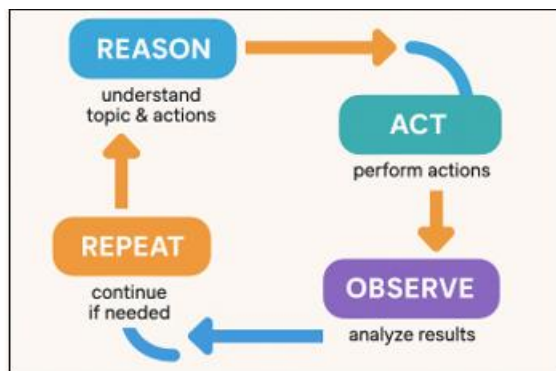 REASON
understand
topic & actions
ACT
perform actions
OBSERVE
analyze results
REPEAT
continue
if needed